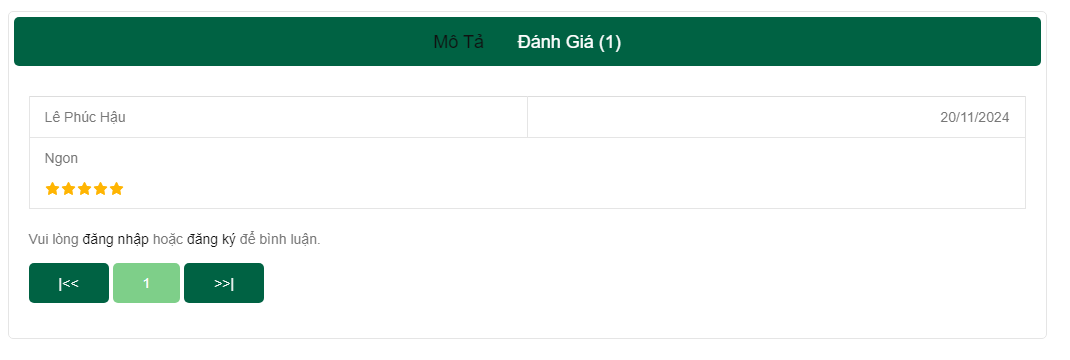 Mô Tả Đánh Giá (1)
Lê Phúc Hậu 20/11/2024
Ngon
Vui lòng đăng nhập hoặc đăng ký để bình luận.
|<< 1 >>|